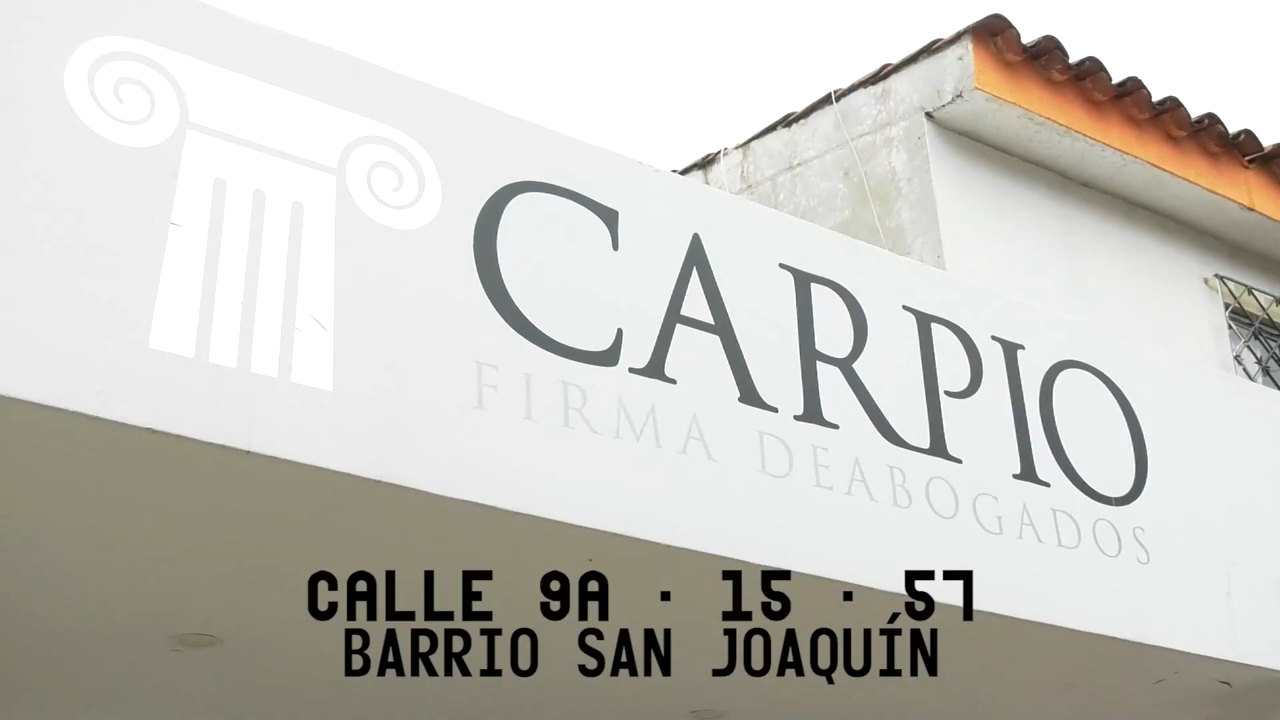 CARPIO
FIRMA DEABOGADOS
CALLE 9A · 15 · 57
BARRIO SAN JOAQUÍN